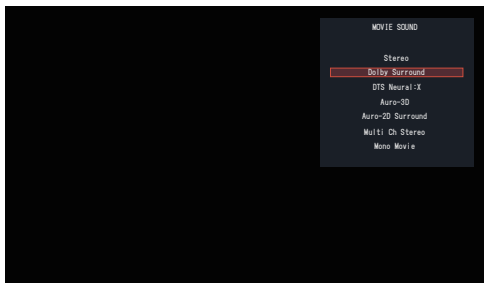 MOVIE SOUND
Stereo
Dolby Surround
DTS Neural:X
Auro-3D
Auro-2D Surround
Multi Ch Stereo
Mono Movie